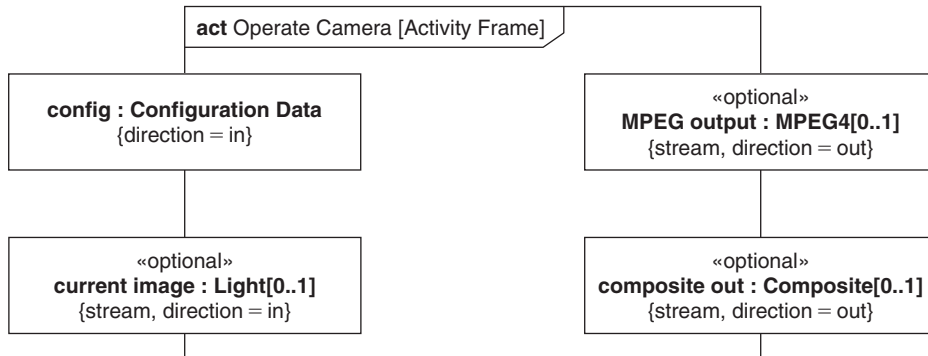 act Operate Camera [Activity Frame]
config : Configuration Data
{direction = in}
«optional»
MPEG output : MPEG4[0..1]
{stream, direction = out}
«optional»
current image : Light[0..1]
{stream, direction = in}
«optional»
composite out : Composite[0..1]
{stream, direction = out}